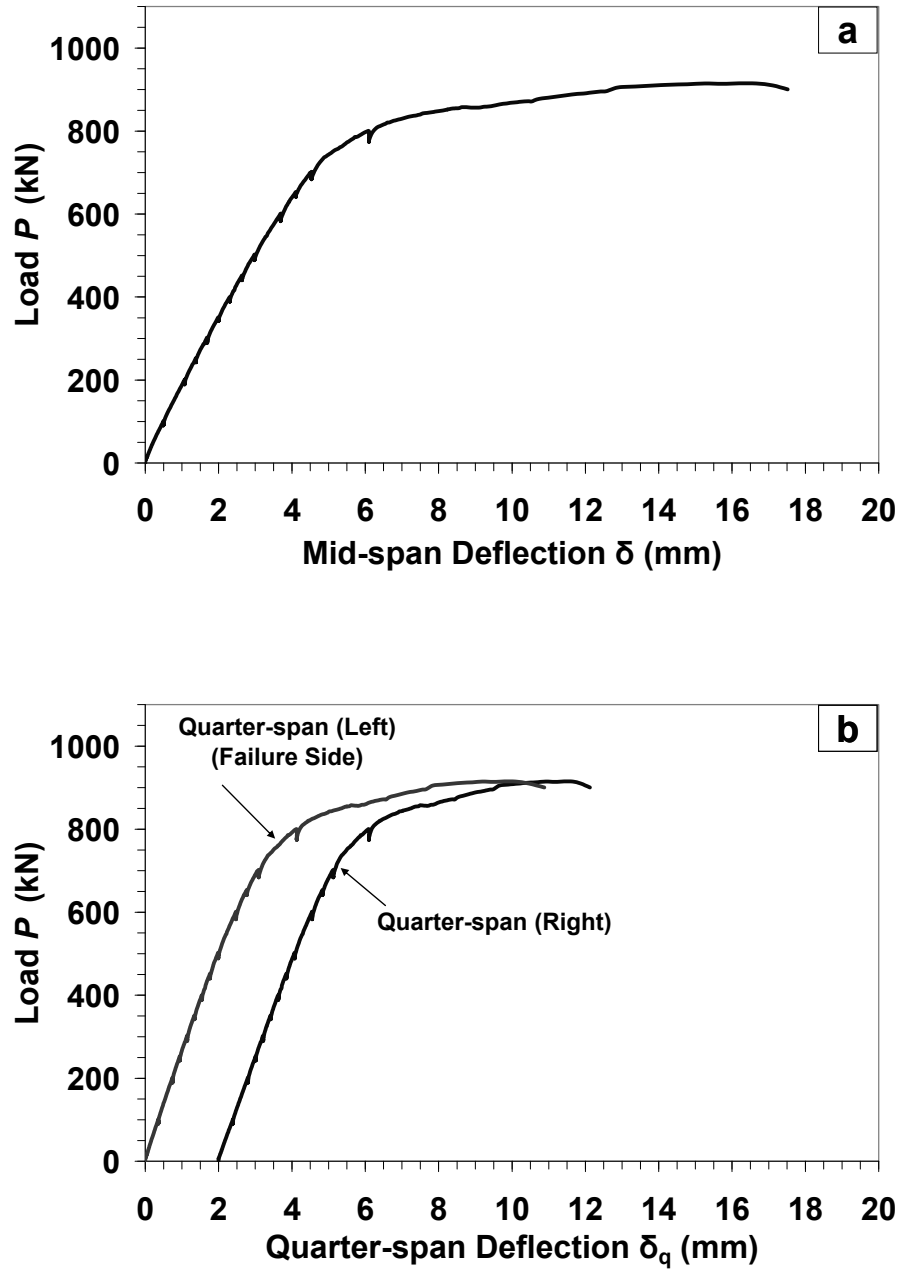 a
1000
800
600
400
200
0
Load P (kN)
0 2 4 6 8 10 12 14 16 18 20
Mid-span Deflection δ (mm)
b
Quarter-span (Left)
(Failure Side)
Quarter-span (Right)
1000
800
600
400
200
0
Load P (kN)
0 2 4 6 8 10 12 14 16 18 20
Quarter-span Deflection δq (mm)